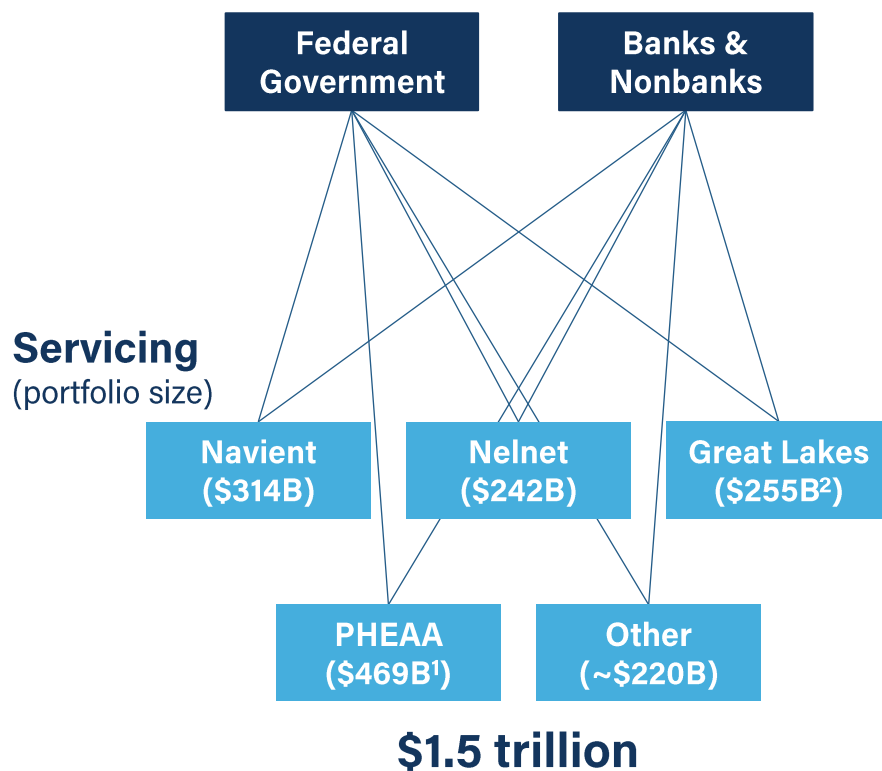 Federal
Government
Banks &
Nonbanks
Servicing
(portfolio size)
Navient
($314B)
Nelnet
($242B)
Great Lakes
($255B²)
PHEAA
($469B¹)
Other
(~$220B)
$1.5 trillion